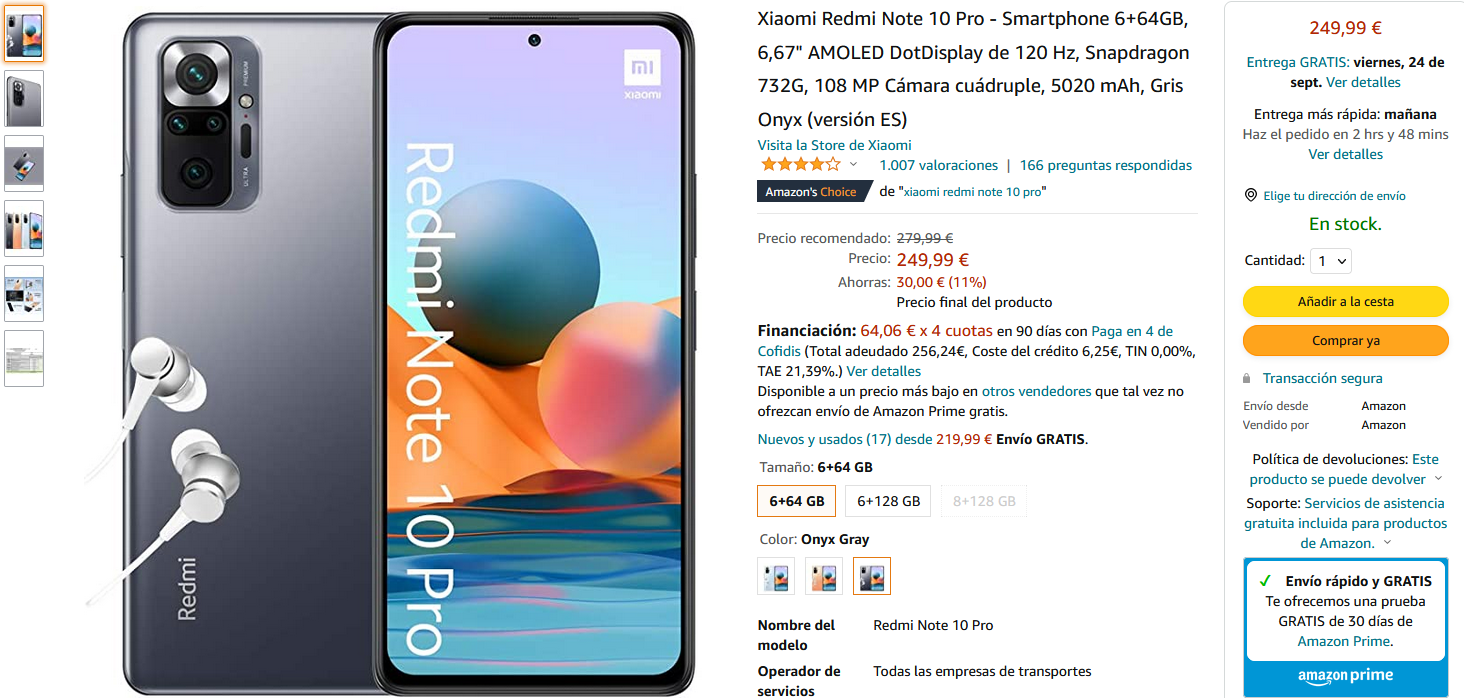 PREMIUM
ULTRA
Redmi
xiaomi
Redmi Note 10 Pro
Xiaomi Redmi Note 10 Pro - Smartphone 6+64GB,
6,67" AMOLED DotDisplay de 120 Hz, Snapdragon
732G, 108 MP Cámara cuádruple, 5020 mAh, Gris
Onyx (versión ES)
Visita la Store de Xiaomi
1.007 valoraciones | 166 preguntas respondidas
Amazon's Choice de "xiaomi redmi note 10 pro"
Precio recomendado: 279,99 €
Precio: 249,99 €
Ahorras: 30,00 € (11%)
Precio final del producto
Financiación: 64,06 € x 4 cuotas en 90 días con Paga en 4 de
Cofidis (Total adeudado 256,24€, Coste del crédito 6,25€, TIN 0,00%,
TAE 21,39%.) Ver detalles
Disponible a un precio más bajo en otros vendedores que tal vez no
ofrezcan envío de Amazon Prime gratis.
Nuevos y usados (17) desde 219,99 € Envío GRATIS.
Tamaño: 6+64 GB
6+64 GB 6+128 GB 8+128 GB
Color: Onyx Gray
Nombre del
modelo
Redmi Note 10 Pro
Operador de
servicios
Todas las empresas de transportes
249,99 €
Entrega GRATIS: viernes, 24 de
sept. Ver detalles
Entrega más rápida: mañana
Haz el pedido en 2 hrs y 48 mins
Ver detalles
Elige tu dirección de envío
En stock.
Cantidad: 1
Añadir a la cesta
Comprar ya
Transacción segura
Envío desde Amazon
Vendido por Amazon
Política de devoluciones: Este
producto se puede devolver
Soporte: Servicios de asistencia
gratuita incluida para productos
de Amazon.
Envío rápido y GRATIS
Te ofrecemos una prueba
GRATIS de 30 días de
Amazon Prime.
amazon prime